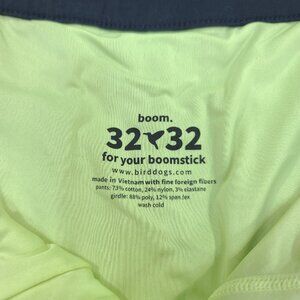 boom.
32 32
for your boomstick
www.birddogs.com
made in Vietnam with fine foreign fibers
pants: 73% cotton, 24% nylon, 3% elastane
girdle: 88% poly, 12% spantex
wash cold